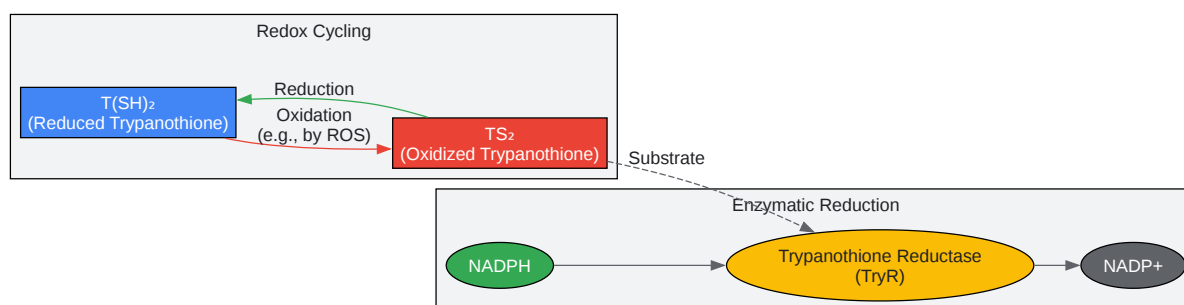 Redox Cycling
T(SH)₂
(Reduced Trypanothione)
Reduction
Oxidation
(e.g., by ROS)
TS₂
(Oxidized Trypanothione)
Substrate
Enzymatic Reduction
NADPH
Trypanothione Reductase
(TryR)
NADP+